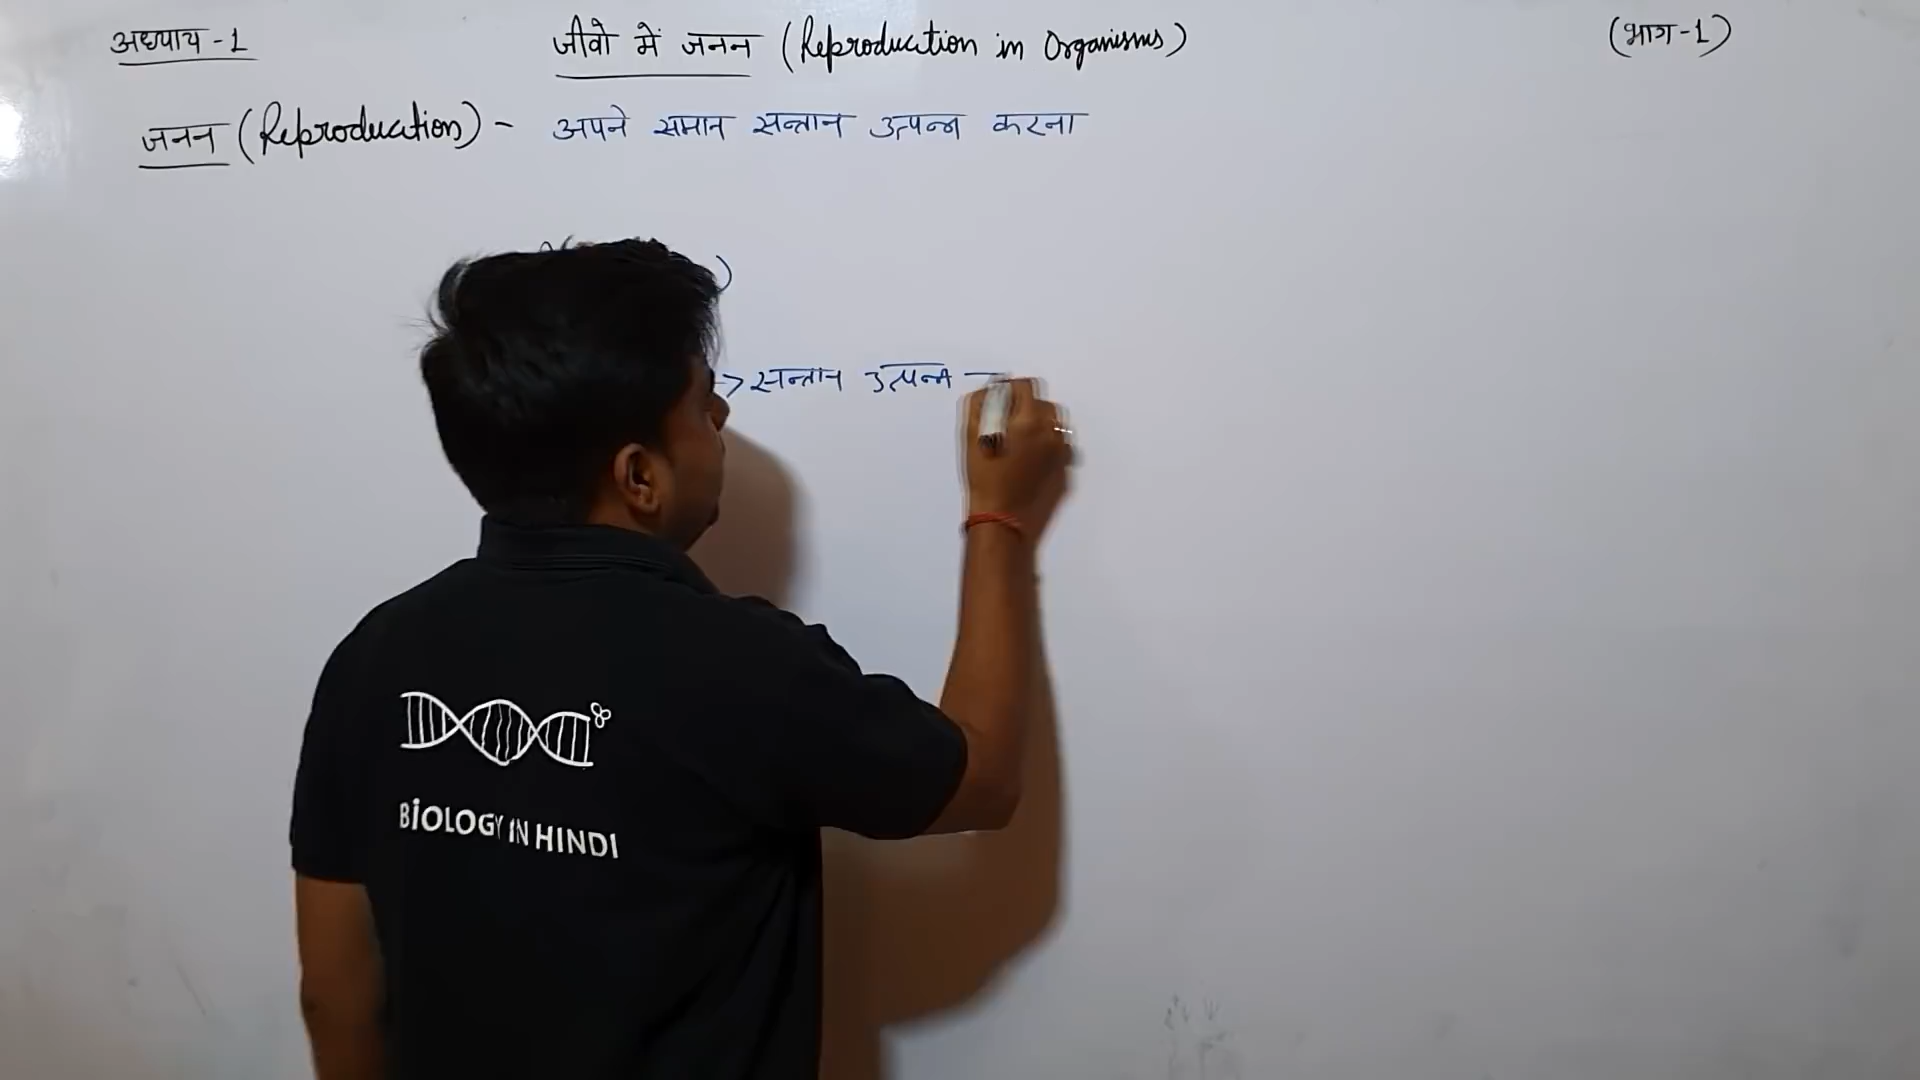 अध्याय -1
जीवो में जनन (Reproduction in Organisms)
(भाग -1)
जनन (Reproduction) - अपने समान सन्तान उत्पन्न करना
सन्तान उत्पन्न
BIOLOGY IN HINDI